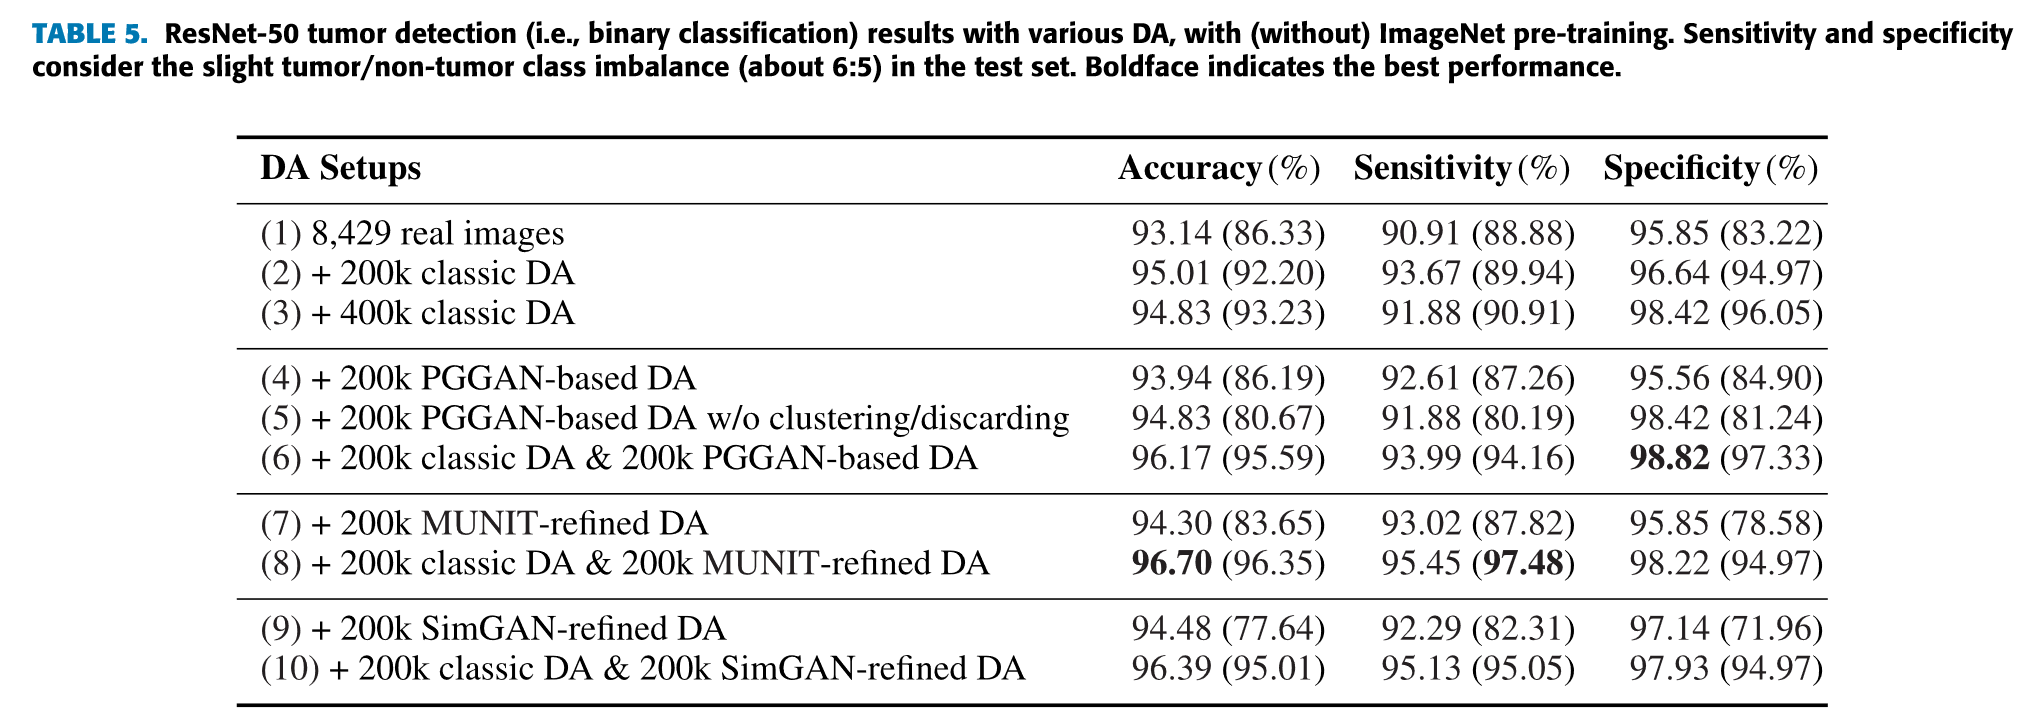 TABLE 5. ResNet-50 tumor detection (i.e., binary classification) results with various DA, with (without) ImageNet pre-training. Sensitivity and specificity
consider the slight tumor/non-tumor class imbalance (about 6:5) in the test set. Boldface indicates the best performance.
DA Setups Accuracy (%) Sensitivity (%) Specificity (%)
(1) 8,429 real images 93.14 (86.33) 90.91 (88.88) 95.85 (83.22)
(2) + 200k classic DA 95.01 (92.20) 93.67 (89.94) 96.64 (94.97)
(3) + 400k classic DA 94.83 (93.23) 91.88 (90.91) 98.42 (96.05)
(4) + 200k PGGAN-based DA 93.94 (86.19) 92.61 (87.26) 95.56 (84.90)
(5) + 200k PGGAN-based DA w/o clustering/discarding 94.83 (80.67) 91.88 (80.19) 98.42 (81.24)
(6) + 200k classic DA & 200k PGGAN-based DA 96.17 (95.59) 93.99 (94.16) 98.82 (97.33)
(7) + 200k MUNIT-refined DA 94.30 (83.65) 93.02 (87.82) 95.85 (78.58)
(8) + 200k classic DA & 200k MUNIT-refined DA 96.70 (96.35) 95.45 (97.48) 98.22 (94.97)
(9) + 200k SimGAN-refined DA 94.48 (77.64) 92.29 (82.31) 97.14 (71.96)
(10) + 200k classic DA & 200k SimGAN-refined DA 96.39 (95.01) 95.13 (95.05) 97.93 (94.97)